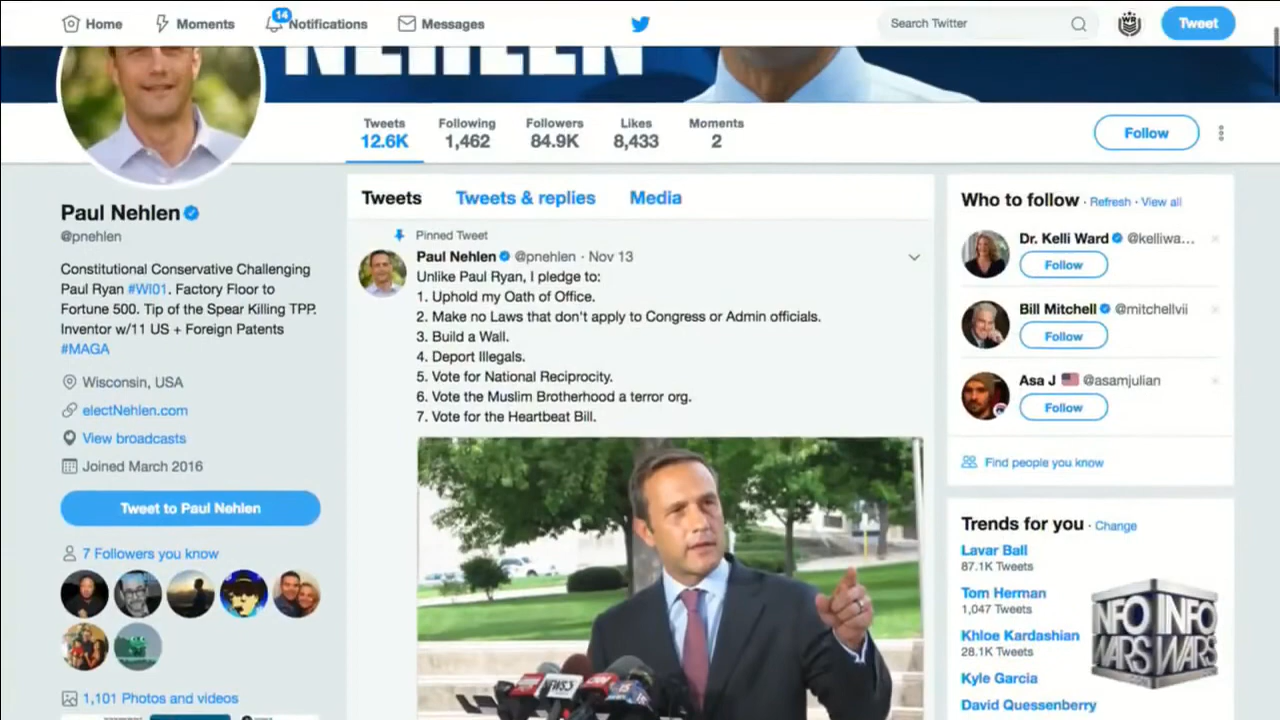 Home
Moments
14
Notifications
Messages
Search Twitter
WB
Tweet
NEHLEN
Tweets
12.6K
Following
1,462
Followers
84.9K
Likes
8,433
Moments
2
Follow
Paul Nehlen
@pnehlen
Constitutional Conservative Challenging
Paul Ryan #WI01. Factory Floor to
Fortune 500. Tip of the Spear Killing TPP.
Inventor w/11 US + Foreign Patents
#MAGA
Wisconsin, USA
electNehlen.com
View broadcasts
Joined March 2016
Tweet to Paul Nehlen
7 Followers you know
1,101 Photos and videos
Tweets Tweets & replies Media
Pinned Tweet
Paul Nehlen @pnehlen · Nov 13
Unlike Paul Ryan, I pledge to:
1. Uphold my Oath of Office.
2. Make no Laws that don't apply to Congress or Admin officials.
3. Build a Wall.
4. Deport Illegals.
5. Vote for National Reciprocity.
6. Vote the Muslim Brotherhood a terror org.
7. Vote for the Heartbeat Bill.
Who to follow · Refresh · View all
Dr. Kelli Ward @kelliwa...
Follow
Bill Mitchell @mitchellvii
Follow
Asa J @asamjulian
Follow
Find people you know
Trends for you · Change
Lavar Ball
87.1K Tweets
Tom Herman
1,047 Tweets
Khloe Kardashian
28.1K Tweets
Kyle Garcia
David Quessenberry
INFO INFO
WARS WARS